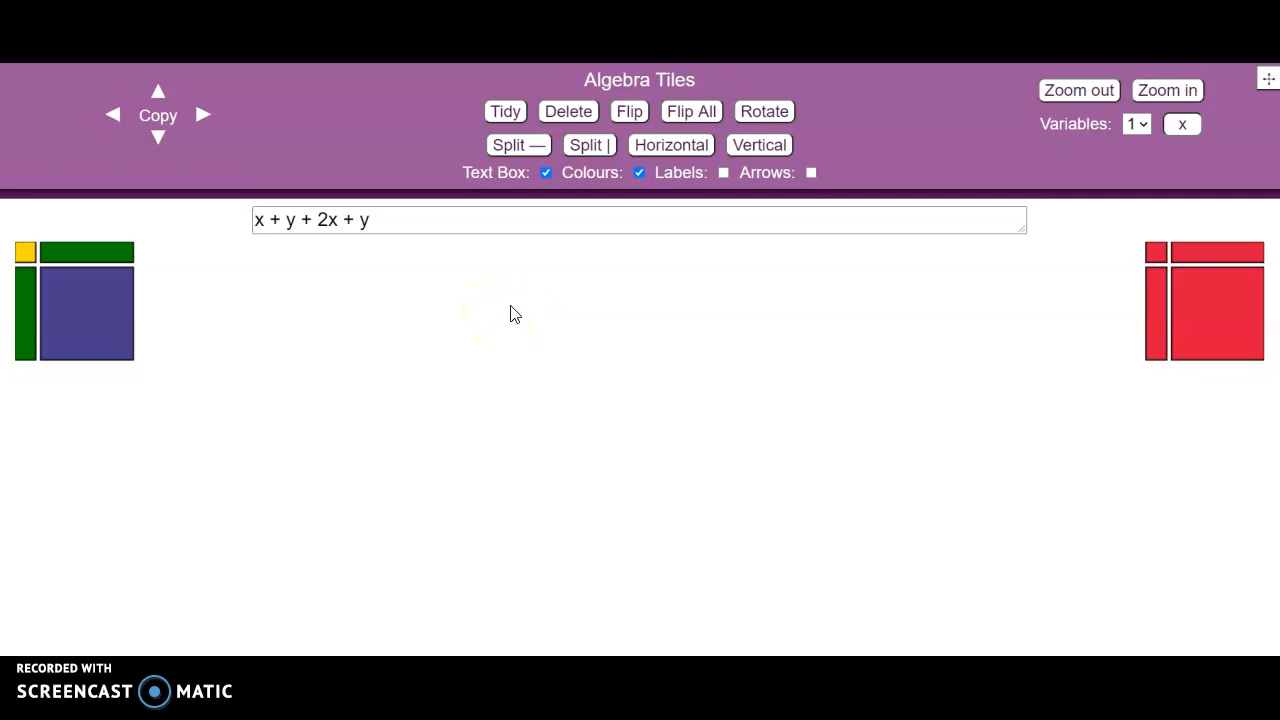 Algebra Tiles
Copy
Tidy Delete Flip Flip All Rotate
Zoom out Zoom in
Variables: 1 x
Split — Split | Horizontal Vertical
Text Box: Colours: Labels: Arrows:
x + y + 2x + y
RECORDED WITH
SCREENCAST MATIC